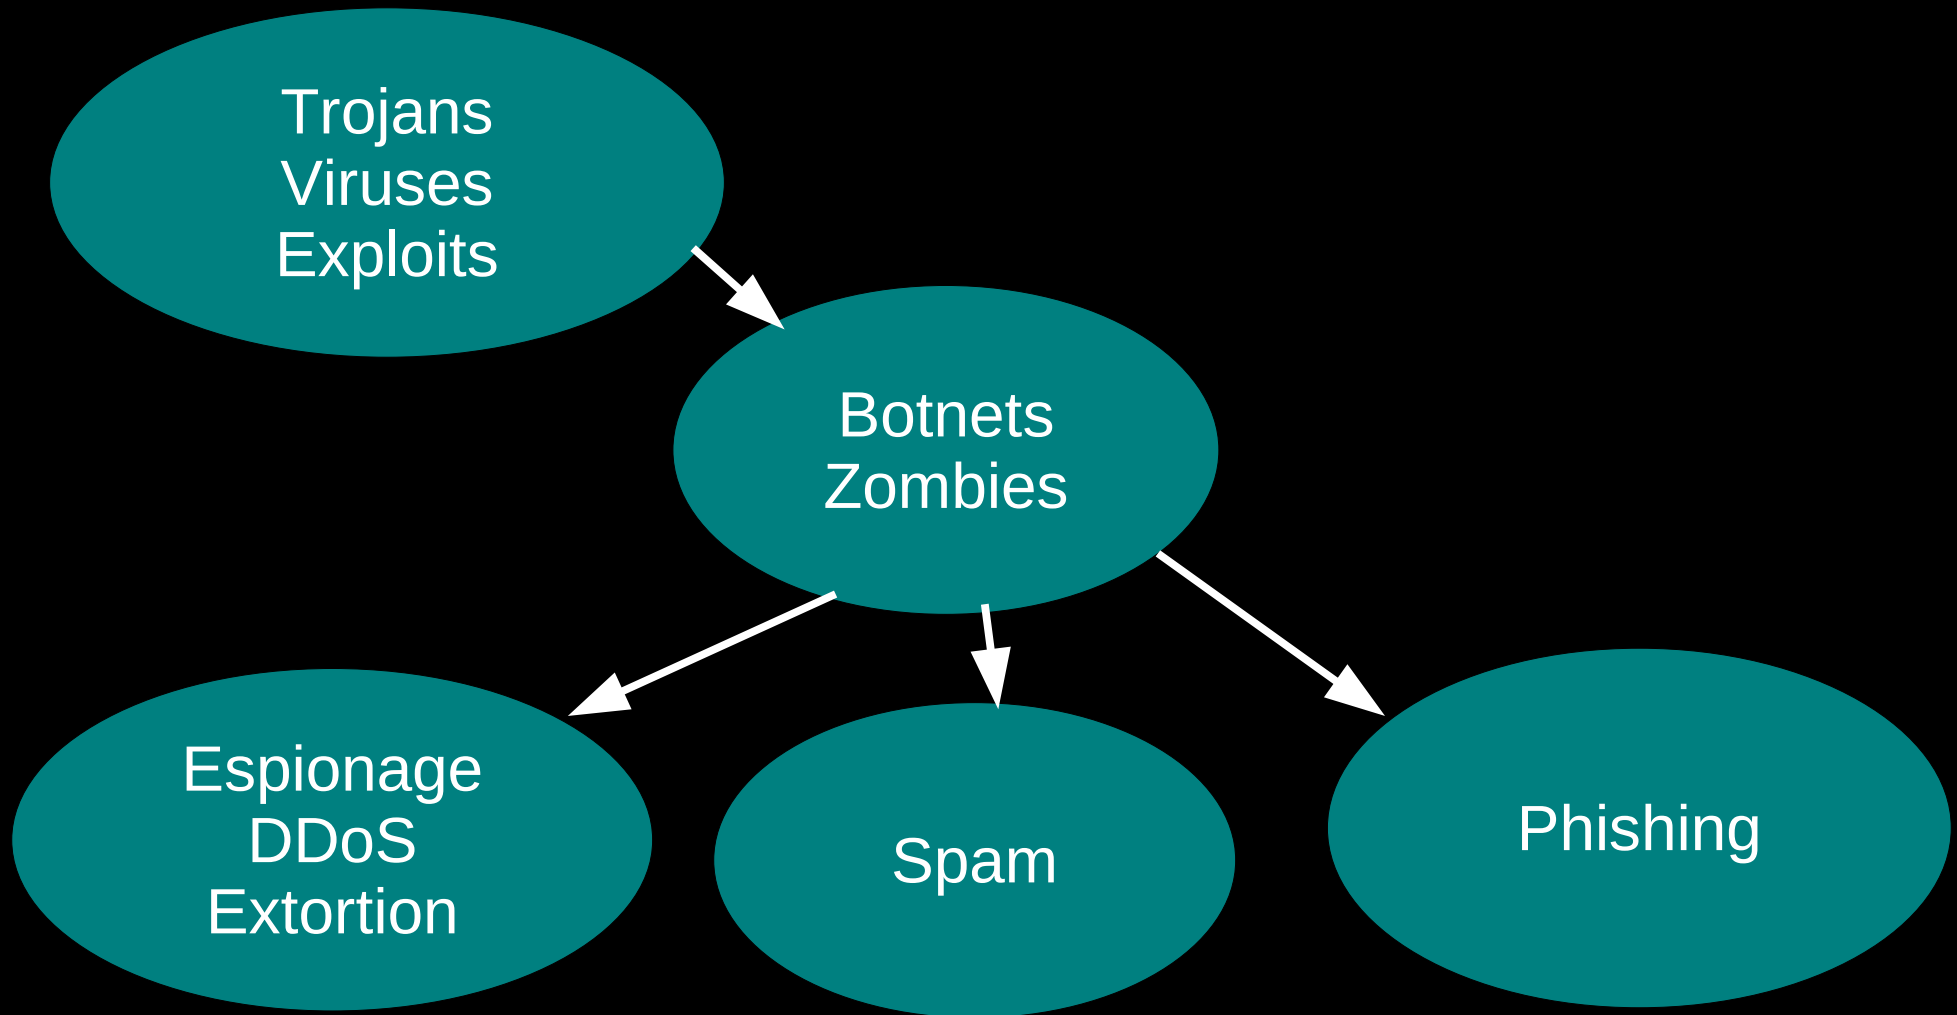 Trojans
Viruses
Exploits
Botnets
Zombies
Espionage
DDoS
Extortion
Spam
Phishing